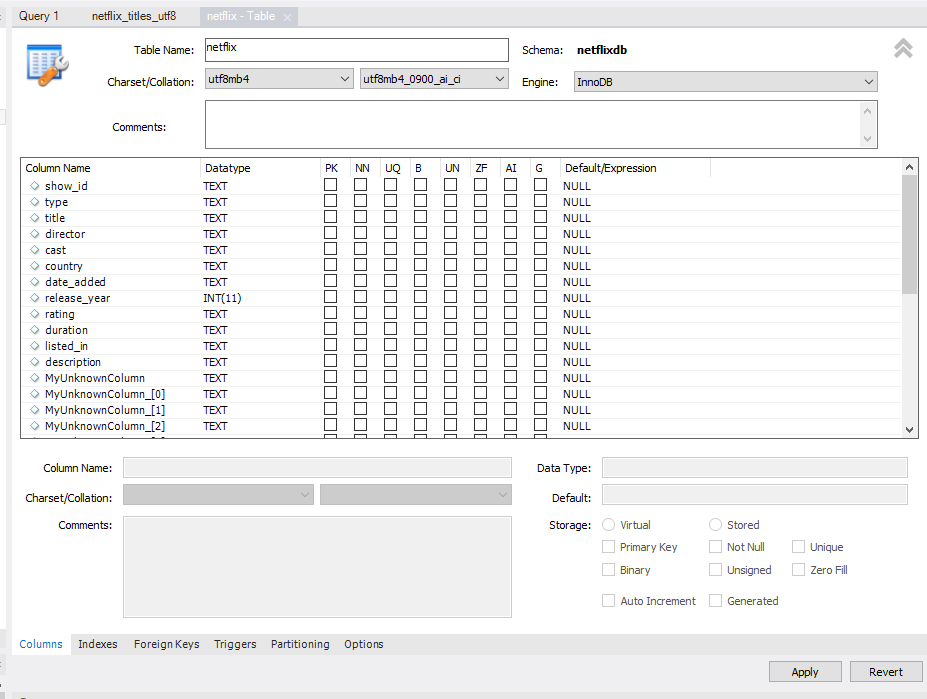 Query 1 netflix_titles_utf8 netflix - Table
Table Name: netflix Schema: netflixdb
Charset/Collation: utf8mb4 utf8mb4_0900_ai_ci Engine: InnoDB
Comments:
Column Name Datatype PK NN UQ B UN ZF AI G Default/Expression
show_id TEXT NULL
type TEXT NULL
title TEXT NULL
director TEXT NULL
cast TEXT NULL
country TEXT NULL
date_added TEXT NULL
release_year INT(11) NULL
rating TEXT NULL
duration TEXT NULL
listed_in TEXT NULL
description TEXT NULL
MyUnknownColumn TEXT NULL
MyUnknownColumn_[0] TEXT NULL
MyUnknownColumn_[1] TEXT NULL
MyUnknownColumn_[2] TEXT NULL
Column Name: Data Type:
Charset/Collation: Default:
Comments: Storage: Virtual Stored
Primary Key Not Null Unique
Binary Unsigned Zero Fill
Auto Increment Generated
Columns Indexes Foreign Keys Triggers Partitioning Options
Apply Revert